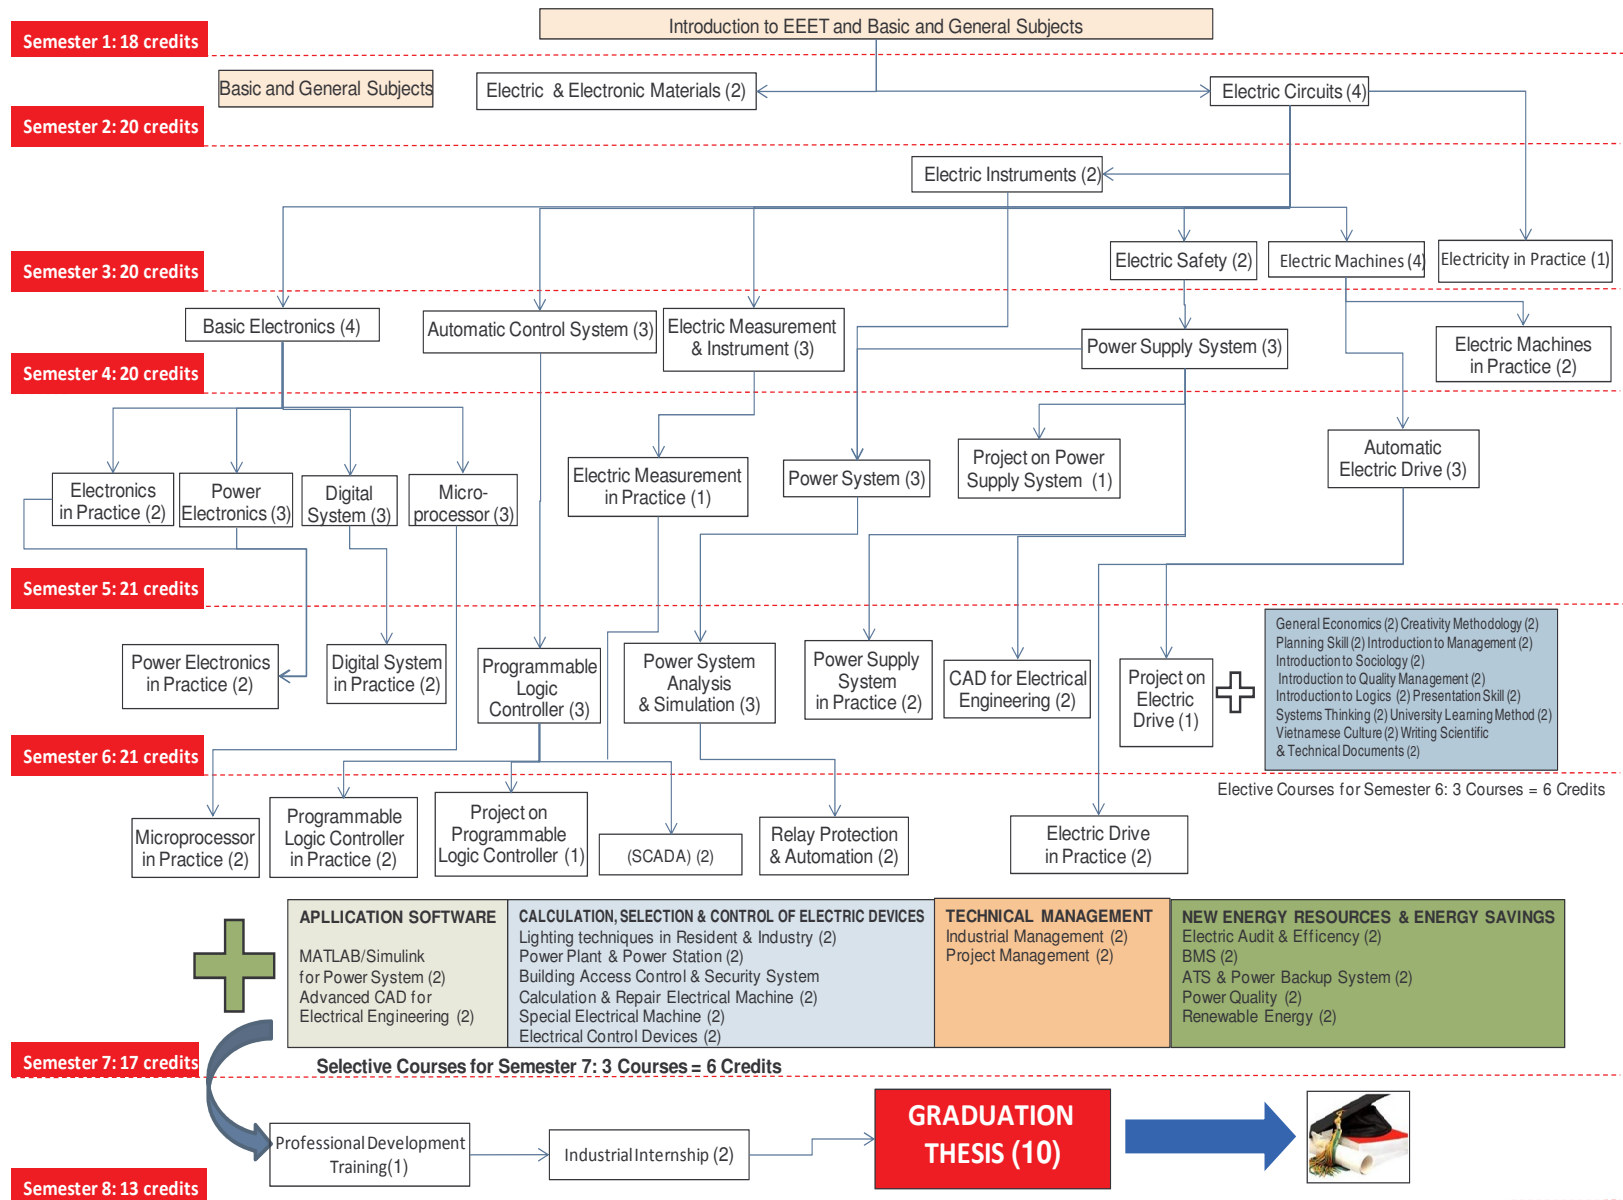 Introduction to EEET and Basic and General Subjects
Semester 1: 18 credits
Basic and General Subjects
Electric & Electronic Materials (2)
Electric Circuits (4)
Semester 2: 20 credits
Electric Instruments (2)
Electric Safety (2)
Electric Machines (4)
Electricity in Practice (1)
Semester 3: 20 credits
Basic Electronics (4)
Automatic Control System (3)
Electric Measurement
& Instrument (3)
Power Supply System (3)
Electric Machines
in Practice (2)
Semester 4: 20 credits
Electronics
in Practice (2)
Power
Electronics (3)
Digital
System (3)
Micro-
processor (3)
Electric Measurement
in Practice (1)
Power System (3)
Project on Power
Supply System (1)
Automatic
Electric Drive (3)
Semester 5: 21 credits
Power Electronics
in Practice (2)
Digital System
in Practice (2)
Programmable
Logic
Controller (3)
Power System
Analysis
& Simulation (3)
Power Supply
System
in Practice (2)
CAD for Electrical
Engineering (2)
Project on
Electric
Drive (1)
General Economics (2) Creativity Methodology (2)
Planning Skill (2) Introduction to Management (2)
Introduction to Sociology (2)
Introduction to Quality Management (2)
Introduction to Logics (2) Presentation Skill (2)
Systems Thinking (2) University Learning Method (2)
Vietnamese Culture (2) Writing Scientific
& Technical Documents (2)
Semester 6: 21 credits
Elective Courses for Semester 6: 3 Courses = 6 Credits
Microprocessor
in Practice (2)
Programmable
Logic Controller
in Practice (2)
Project on
Programmable
Logic Controller (1)
(SCADA) (2)
Relay Protection
& Automation (2)
Electric Drive
in Practice (2)
APLLICATION SOFTWARE
MATLAB/Simulink
for Power System (2)
Advanced CAD for
Electrical Engineering (2)
CALCULATION, SELECTION & CONTROL OF ELECTRIC DEVICES
Lighting techniques in Resident & Industry (2)
Power Plant & Power Station (2)
Building Access Control & Security System
Calculation & Repair Electrical Machine (2)
Special Electrical Machine (2)
Electrical Control Devices (2)
TECHNICAL MANAGEMENT
Industrial Management (2)
Project Management (2)
NEW ENERGY RESOURCES & ENERGY SAVINGS
Electric Audit & Efficency (2)
BMS (2)
ATS & Power Backup System (2)
Power Quality (2)
Renewable Energy (2)
Semester 7: 17 credits
Selective Courses for Semester 7: 3 Courses = 6 Credits
Professional Development
Training(1)
Industrial Internship (2)
GRADUATION
THESIS (10)
Semester 8: 13 credits